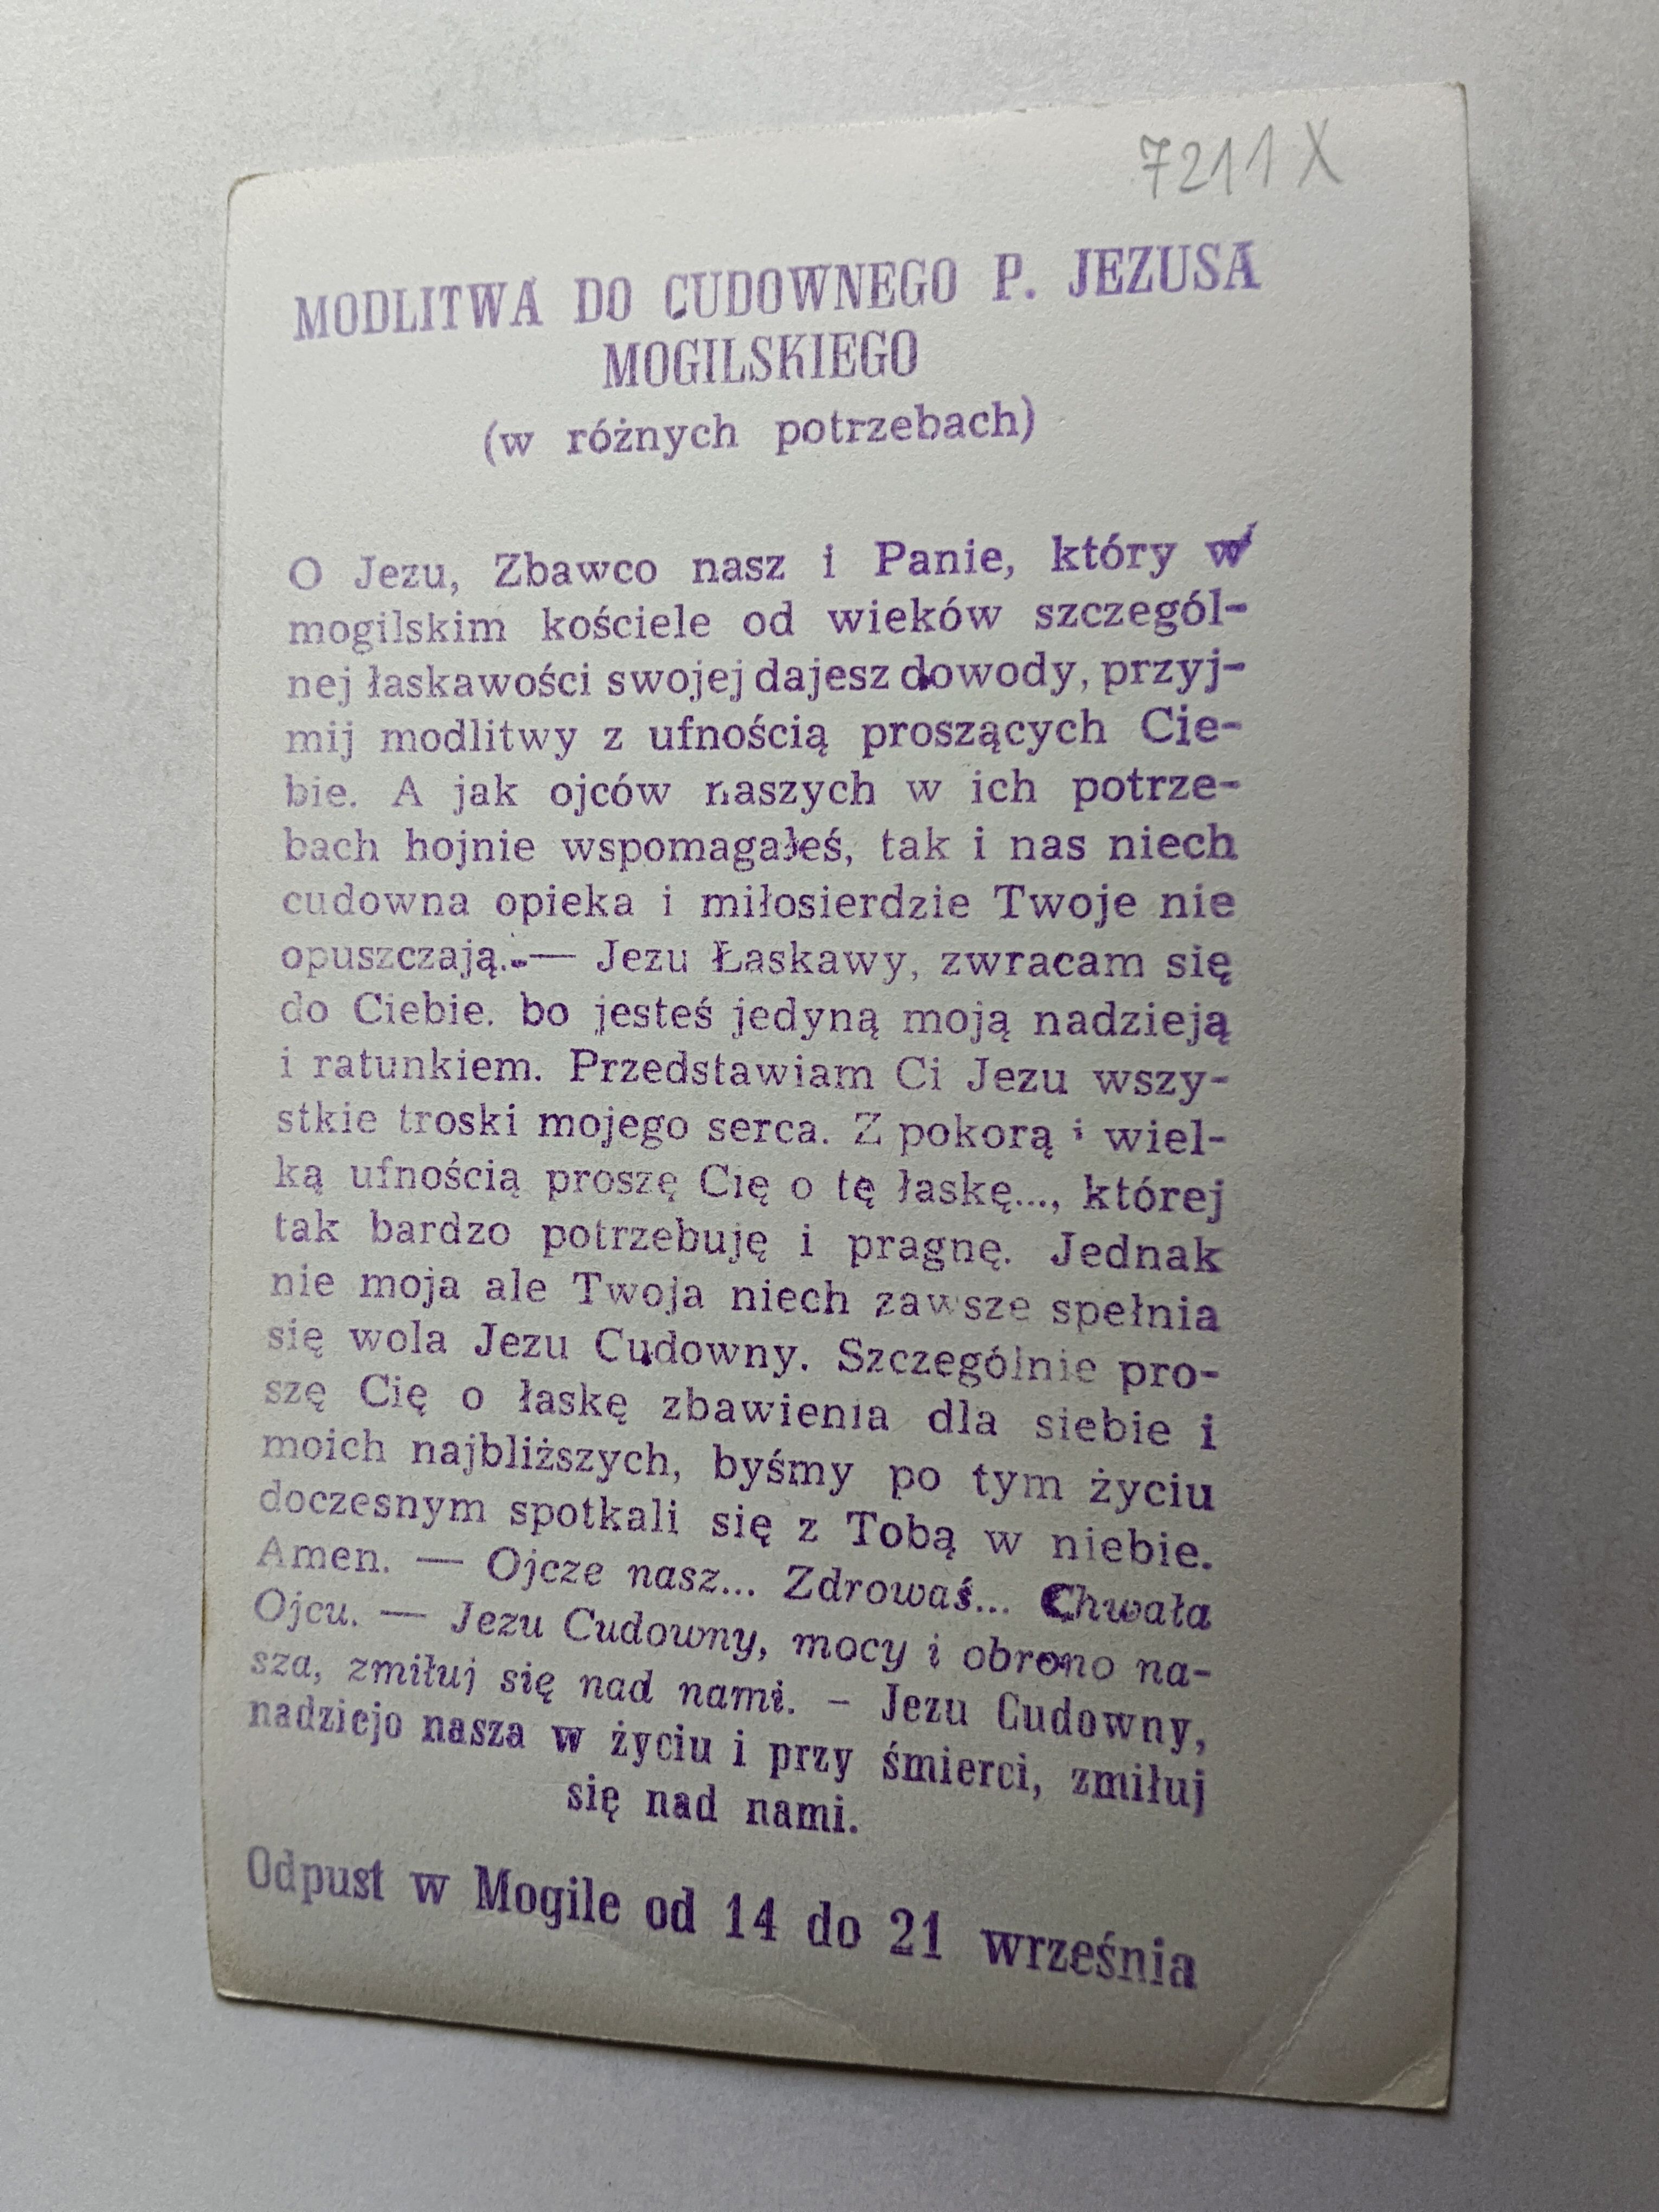 7211 X
MODLITWA DO CUDOWNEGO P. JEZUSA
MOGILSKIEGO
(w różnych potrzebach)
O Jezu, Zbawco nasz i Panie, który w
mogilskim kościele od wieków szczegól-
nej łaskawości swojej dajesz dowody, przyj-
mij modlitwy z ufnością proszących Cie-
bie. A jak ojców naszych w ich potrze-
bach hojnie wspomagałeś, tak i nas niech
cudowna opieka i miłosierdzie Twoje nie
opuszczają.— Jezu Łaskawy, zwracam się
do Ciebie. bo jesteś jedyną moją nadzieją
i ratunkiem. Przedstawiam Ci Jezu wszy-
stkie troski mojego serca. Z pokorą i wiel-
ką ufnością proszę Cię o tę łaskę..., której
tak bardzo potrzebuję i pragnę. Jednak
nie moja ale Twoja niech zawsze spełnia
się wola Jezu Cudowny. Szczególnie pro-
szę Cię o łaskę zbawienia dla siebie i
moich najbliższych, byśmy po tym życiu
doczesnym spotkali się z Tobą w niebie.
Amen. — Ojcze nasz... Zdrowaś... Chwała
Ojcu. — Jezu Cudowny, mocy i obrono na-
sza, zmiłuj się nad nami. – Jezu Cudowny,
nadziejo nasza w życiu i przy śmierci, zmiłuj
się nad nami.
Odpust w Mogile od 14 do 21 września